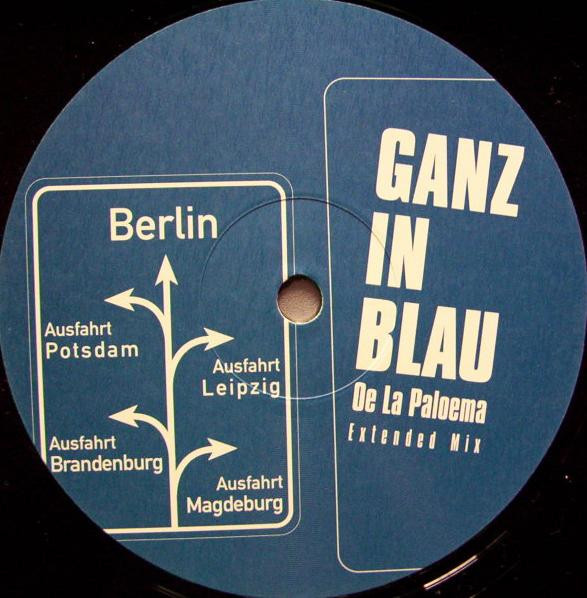 Berlin
Ausfahrt
Potsdam
Ausfahrt
Leipzig
Ausfahrt
Brandenburg
Ausfahrt
Magdeburg
GANZ
IN
BLAU
De La Paloema
Extended Mix